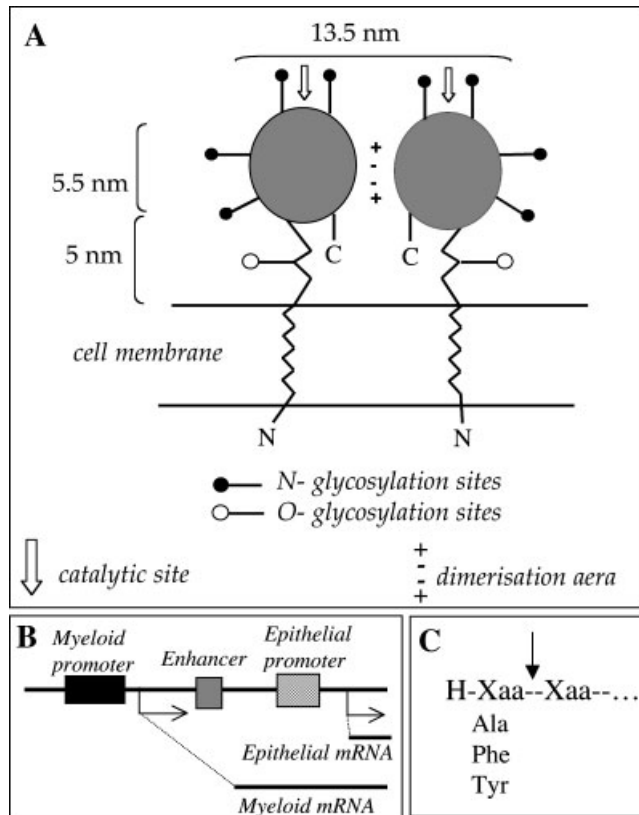 A
13.5 nm
5.5 nm
5 nm
C C
cell membrane
N N
N- glycosylation sites
O- glycosylation sites
catalytic site
+
-
-
+
dimerisation aera
B
Myeloid promoter
Enhancer
Epithelial promoter
Epithelial mRNA
Myeloid mRNA
C
H-Xaa--Xaa--...
Ala
Phe
Tyr